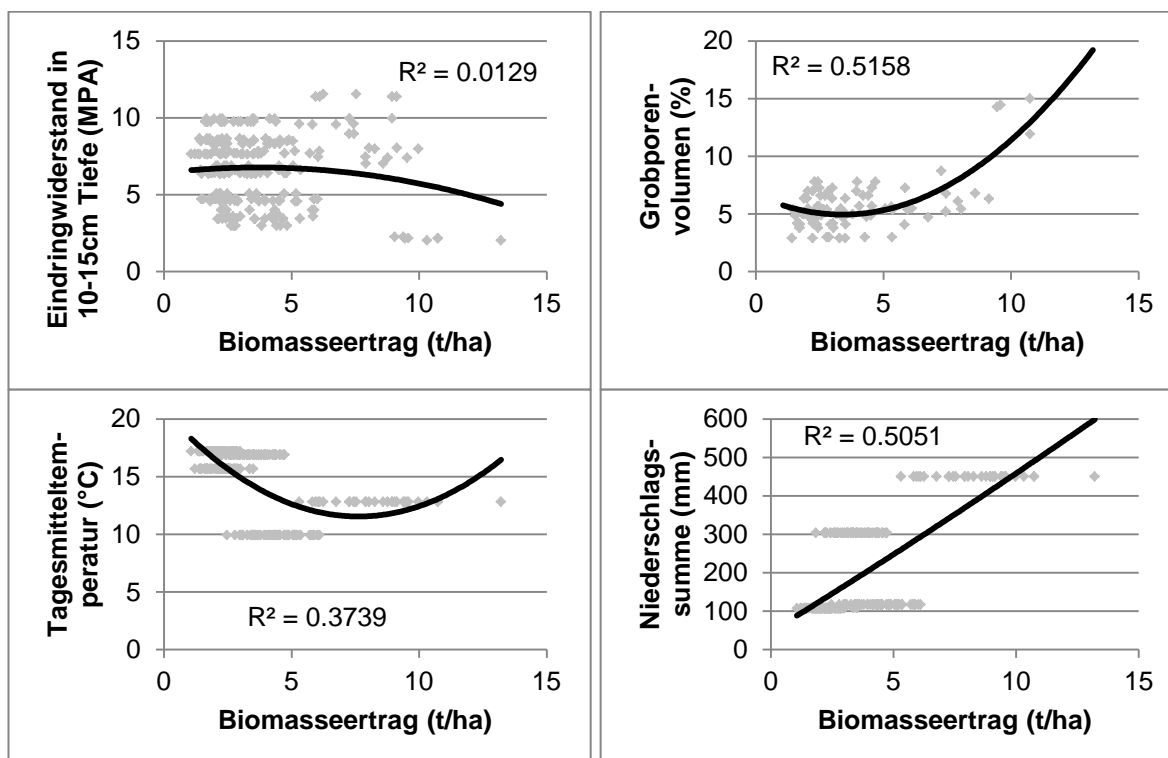 Eindringwiderstand in
10-15cm Tiefe (MPA)
15
10
5
0
R² = 0.0129
0
5
10
15
Biomasseertrag (t/ha)
Grobporen-
volumen (%)
20
15
10
5
0
R² = 0.5158
0
5
10
15
Biomasseertrag (t/ha)
Tagesmitteltem-
peratur (°C)
20
15
10
5
0
R² = 0.3739
0
5
10
15
Biomasseertrag (t/ha)
Niederschlags-
summe (mm)
600
500
400
300
200
100
0
R² = 0.5051
0
5
10
15
Biomasseertrag (t/ha)